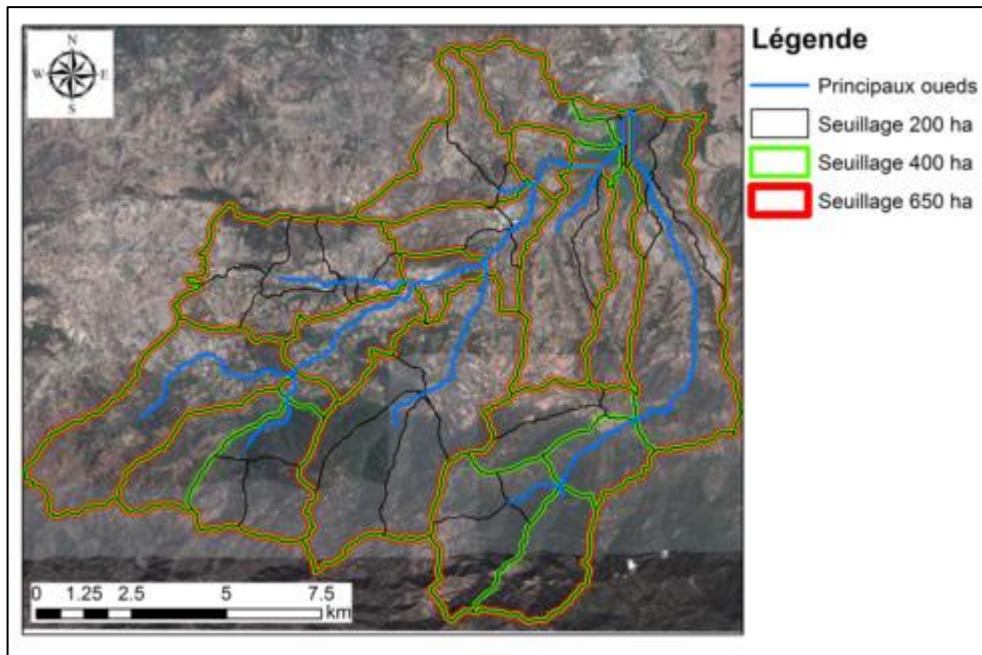 N
W E
S
Légende
Principaux oueds
Seuillage 200 ha
Seuillage 400 ha
Seuillage 650 ha
0 1.25 2.5 5 7.5
km